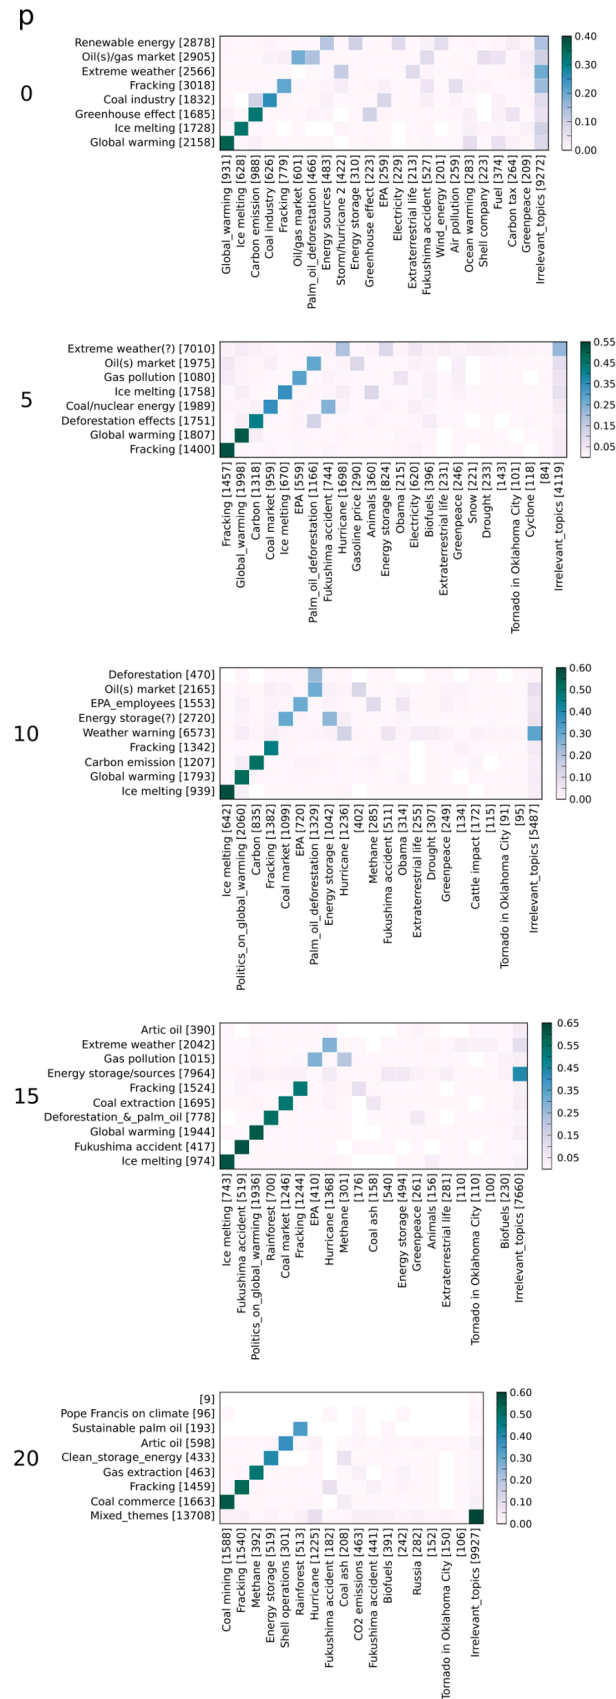 p
0
Renewable energy [2878]
Oil(s)/gas market [2905]
Extreme weather [2566]
Fracking [3018]
Coal industry [1832]
Greenhouse effect [1685]
Ice melting [1728]
Global warming [2158]
0.40
0.30
0.20
0.10
0.00
Global_warming [931]
Ice melting [628]
Carbon emission [988]
Coal industry [626]
Fracking [779]
Oil/gas market [601]
Palm_oil_deforestation [466]
Energy sources [483]
Storm/hurricane 2 [422]
Energy storage [310]
Greenhouse effect [223]
EPA [259]
Electricity [229]
Extraterrestrial life [213]
Fukushima accident [527]
Wind_energy [201]
Air pollution [259]
Ocean warming [283]
Shell company [223]
Fuel [374]
Carbon tax [264]
Greenpeace [209]
Irrelevant_topics [9272]
5
Extreme weather(?) [7010]
Oil(s) market [1975]
Gas pollution [1080]
Ice melting [1758]
Coal/nuclear energy [1989]
Deforestation effects [1751]
Global warming [1807]
Fracking [1400]
0.55
0.45
0.35
0.25
0.15
0.05
Fracking [1457]
Global_warming [1998]
Carbon [1318]
Coal market [959]
Ice melting [670]
EPA [559]
Palm_oil_deforestation [1166]
Fukushima accident [744]
Hurricane [1698]
Gasoline price [290]
Animals [360]
Energy storage [824]
Obama [215]
Electricity [620]
Biofuels [396]
Extraterrestrial life [231]
Greenpeace [246]
Snow [221]
Drought [233]
[143]
Tornado in Oklahoma City [101]
Cyclone [118]
[84]
Irrelevant_topics [4119]
10
Deforestation [470]
Oil(s) market [2165]
EPA_employees [1553]
Energy storage(?) [2720]
Weather warning [6573]
Fracking [1342]
Carbon emission [1207]
Global warming [1793]
Ice melting [939]
0.60
0.50
0.40
0.30
0.20
0.10
0.00
Ice melting [642]
Politics_on_global_warming [2060]
Carbon [835]
Fracking [1382]
Coal market [1099]
EPA [720]
Palm_oil_deforestation [1329]
Energy storage [1042]
Hurricane [1236]
[402]
Methane [285]
Fukushima accident [511]
Obama [314]
Extraterrestrial life [255]
Drought [307]
Greenpeace [249]
[134]
Cattle impact [172]
[115]
Tornado in Oklahoma City [91]
[95]
Irrelevant_topics [5487]
15
Artic oil [390]
Extreme weather [2042]
Gas pollution [1015]
Energy storage/sources [7964]
Fracking [1524]
Coal extraction [1695]
Deforestation_&_palm_oil [778]
Global warming [1944]
Fukushima accident [417]
Ice melting [974]
0.65
0.55
0.45
0.35
0.25
0.15
0.05
Ice melting [743]
Fukushima accident [519]
Politics_on_global_warming [1936]
Rainforest [700]
Coal market [1246]
Fracking [1244]
EPA [410]
Hurricane [1368]
Methane [301]
[176]
Coal ash [158]
[540]
Energy storage [494]
Greenpeace [261]
Animals [156]
Extraterrestrial life [281]
[110]
Tornado in Oklahoma City [110]
[100]
Biofuels [230]
Irrelevant_topics [7660]
20
[9]
Pope Francis on climate [96]
Sustainable palm oil [193]
Artic oil [598]
Clean_storage_energy [433]
Gas extraction [463]
Fracking [1459]
Coal commerce [1663]
Mixed_themes [13708]
0.60
0.50
0.40
0.30
0.20
0.10
0.00
Coal mining [1588]
Fracking [1540]
Methane [392]
Energy storage [519]
Shell operations [301]
Rainforest [513]
Hurricane [1225]
Fukushima accident [182]
Coal ash [208]
CO2 emissions [463]
Fukushima accident [441]
Biofuels [391]
[242]
Russia [282]
[152]
Tornado in Oklahoma City [150]
[106]
Irrelevant_topics [9927]